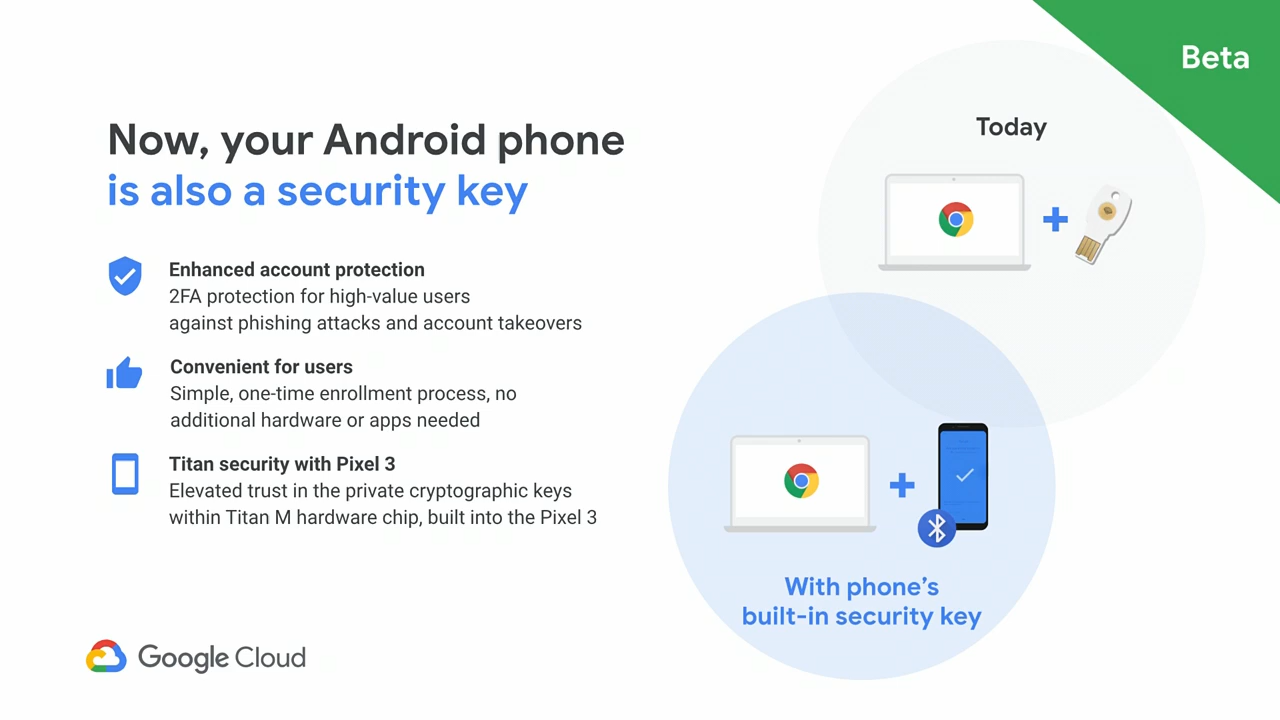 Beta
Now, your Android phone
is also a security key
Enhanced account protection
2FA protection for high-value users
against phishing attacks and account takeovers
Convenient for users
Simple, one-time enrollment process, no
additional hardware or apps needed
Titan security with Pixel 3
Elevated trust in the private cryptographic keys
within Titan M hardware chip, built into the Pixel 3
Today
With phone's
built-in security key
Google Cloud